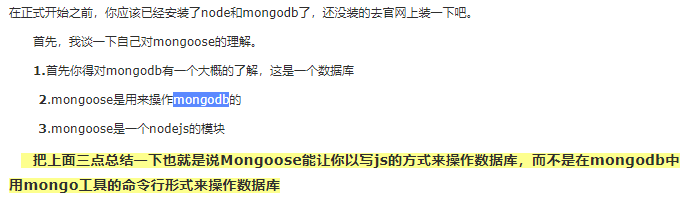 在正式开始之前，你应该已经安装了node和mongodb了，还没装的去官网上装一下吧。
首先，我谈一下自己对mongoose的理解。
1.首先你得对mongodb有一个大概的了解，这是一个数据库
2.mongoose是用来操作mongodb的
3.mongoose是一个nodejs的模块
把上面三点总结一下也就是说Mongoose能让你以写js的方式来操作数据库，而不是在mongodb中
用mongo工具的命令行形式来操作数据库